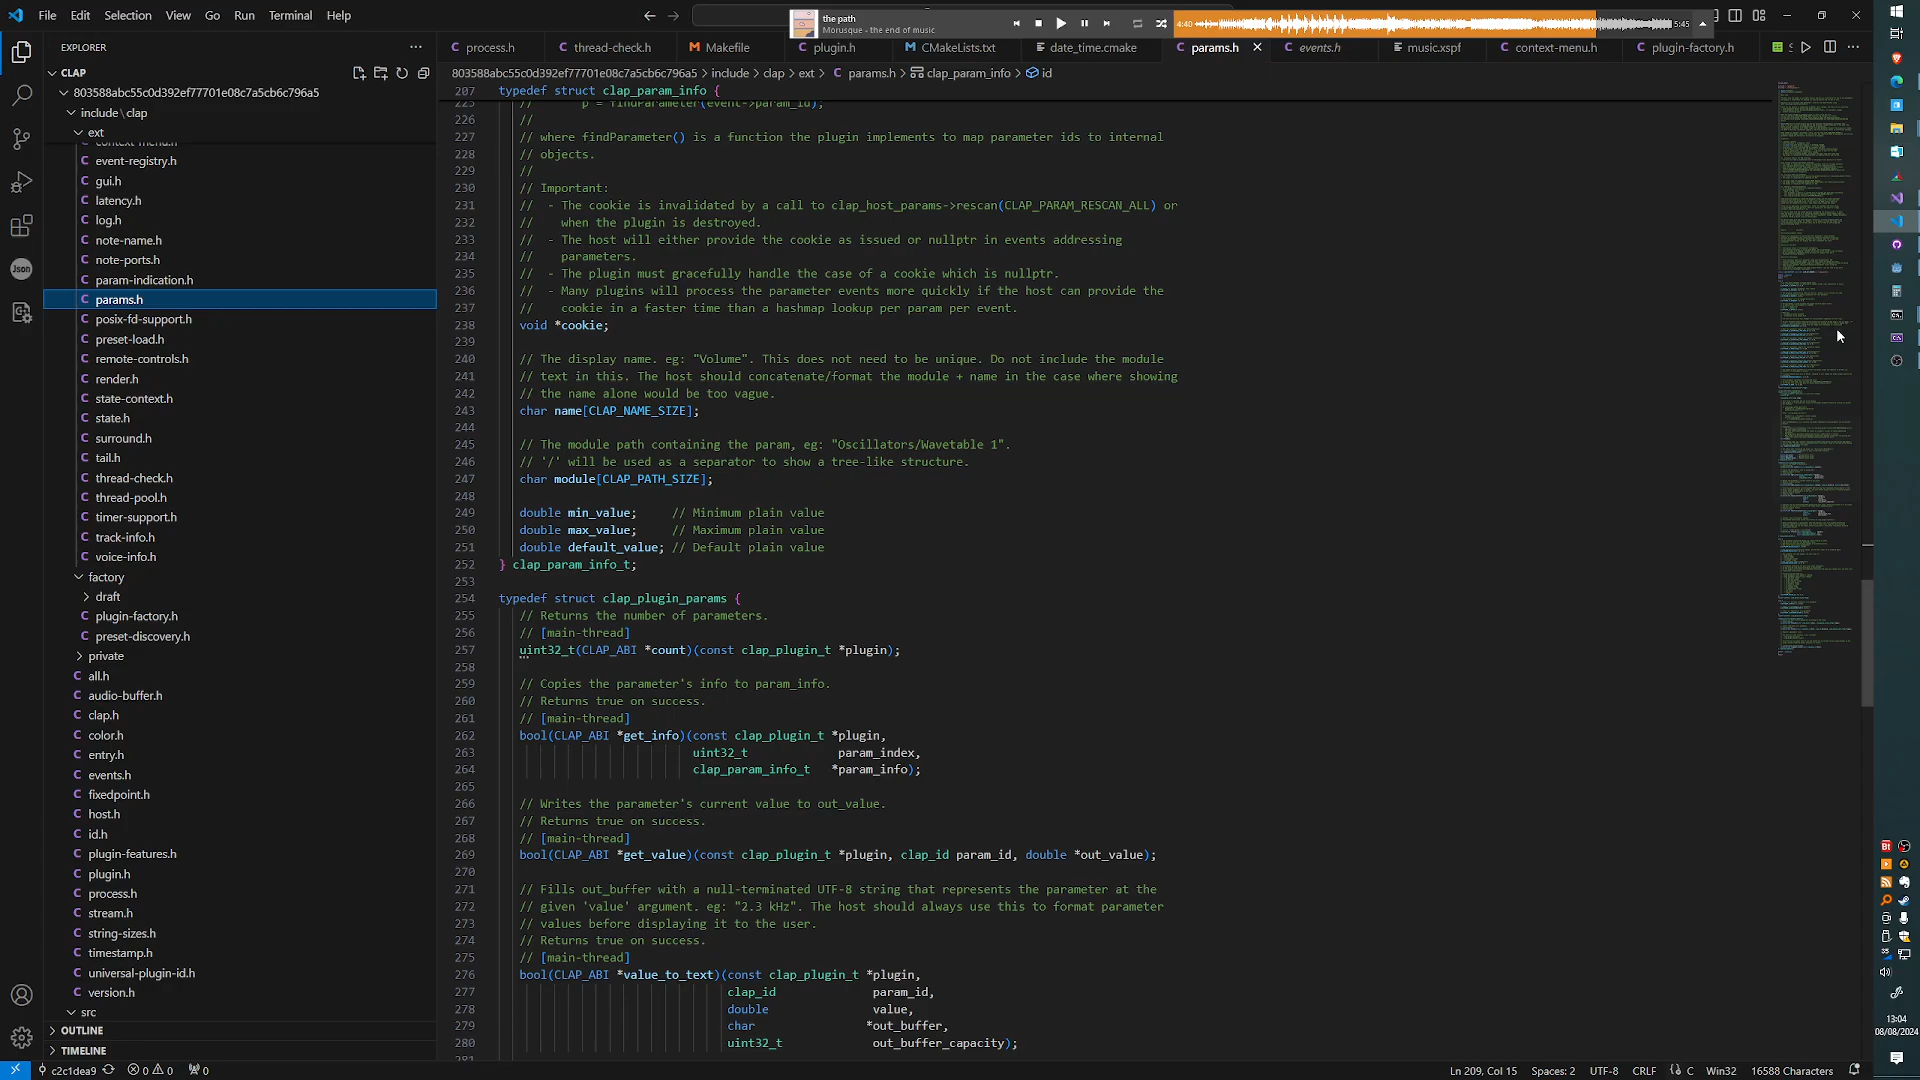 File Edit Selection View Go Run Terminal Help
the path
Morusque - the end of music
4:40
5:45
EXPLORER
process.h thread-check.h Makefile plugin.h CMakeLists.txt date_time.cmake params.h events.h music.xspf context-menu.h plugin-factory.h
CLAP
803588abc55c0d392ef77701e08c7a5cb6c796a5 > include > clap > ext > params.h > clap_param_info > id
803588abc55c0d392ef77701e08c7a5cb6c796a5
include\clap
ext
context-menu.h
event-registry.h
gui.h
latency.h
log.h
note-name.h
note-ports.h
param-indication.h
params.h
posix-fd-support.h
preset-load.h
remote-controls.h
render.h
state-context.h
state.h
surround.h
tail.h
thread-check.h
thread-pool.h
timer-support.h
track-info.h
voice-info.h
factory
draft
plugin-factory.h
preset-discovery.h
private
all.h
audio-buffer.h
clap.h
color.h
entry.h
events.h
fixedpoint.h
host.h
id.h
plugin-features.h
plugin.h
process.h
stream.h
string-sizes.h
timestamp.h
universal-plugin-id.h
version.h
src
OUTLINE
TIMELINE
Json
207 typedef struct clap_param_info {
225 // p = findParameter(event->param_id);
226 //
227 // where findParameter() is a function the plugin implements to map parameter ids to internal
228 // objects.
229 //
230 // Important:
231 // - The cookie is invalidated by a call to clap_host_params->rescan(CLAP_PARAM_RESCAN_ALL) or
232 // when the plugin is destroyed.
233 // - The host will either provide the cookie as issued or nullptr in events addressing
234 // parameters.
235 // - The plugin must gracefully handle the case of a cookie which is nullptr.
236 // - Many plugins will process the parameter events more quickly if the host can provide the
237 // cookie in a faster time than a hashmap lookup per param per event.
238 void *cookie;
239
240 // The display name. eg: "Volume". This does not need to be unique. Do not include the module
241 // text in this. The host should concatenate/format the module + name in the case where showing
242 // the name alone would be too vague.
243 char name[CLAP_NAME_SIZE];
244
245 // The module path containing the param, eg: "Oscillators/Wavetable 1".
246 // '/' will be used as a separator to show a tree-like structure.
247 char module[CLAP_PATH_SIZE];
248
249 double min_value; // Minimum plain value
250 double max_value; // Maximum plain value
251 double default_value; // Default plain value
252 } clap_param_info_t;
253
254 typedef struct clap_plugin_params {
255 // Returns the number of parameters.
256 // [main-thread]
257 uint32_t(CLAP_ABI *count)(const clap_plugin_t *plugin);
258
259 // Copies the parameter's info to param_info.
260 // Returns true on success.
261 // [main-thread]
262 bool(CLAP_ABI *get_info)(const clap_plugin_t *plugin,
263 uint32_t param_index,
264 clap_param_info_t *param_info);
265
266 // Writes the parameter's current value to out_value.
267 // Returns true on success.
268 // [main-thread]
269 bool(CLAP_ABI *get_value)(const clap_plugin_t *plugin, clap_id param_id, double *out_value);
270
271 // Fills out_buffer with a null-terminated UTF-8 string that represents the parameter at the
272 // given 'value' argument. eg: "2.3 kHz". The host should always use this to format parameter
273 // values before displaying it to the user.
274 // Returns true on success.
275 // [main-thread]
276 bool(CLAP_ABI *value_to_text)(const clap_plugin_t *plugin,
277 clap_id param_id,
278 double value,
279 char *out_buffer,
280 uint32_t out_buffer_capacity);
281
13:04
08/08/2024
c2c1dea9 0 0 0 Ln 209, Col 15 Spaces: 2 UTF-8 CRLF C Win32 16588 Characters